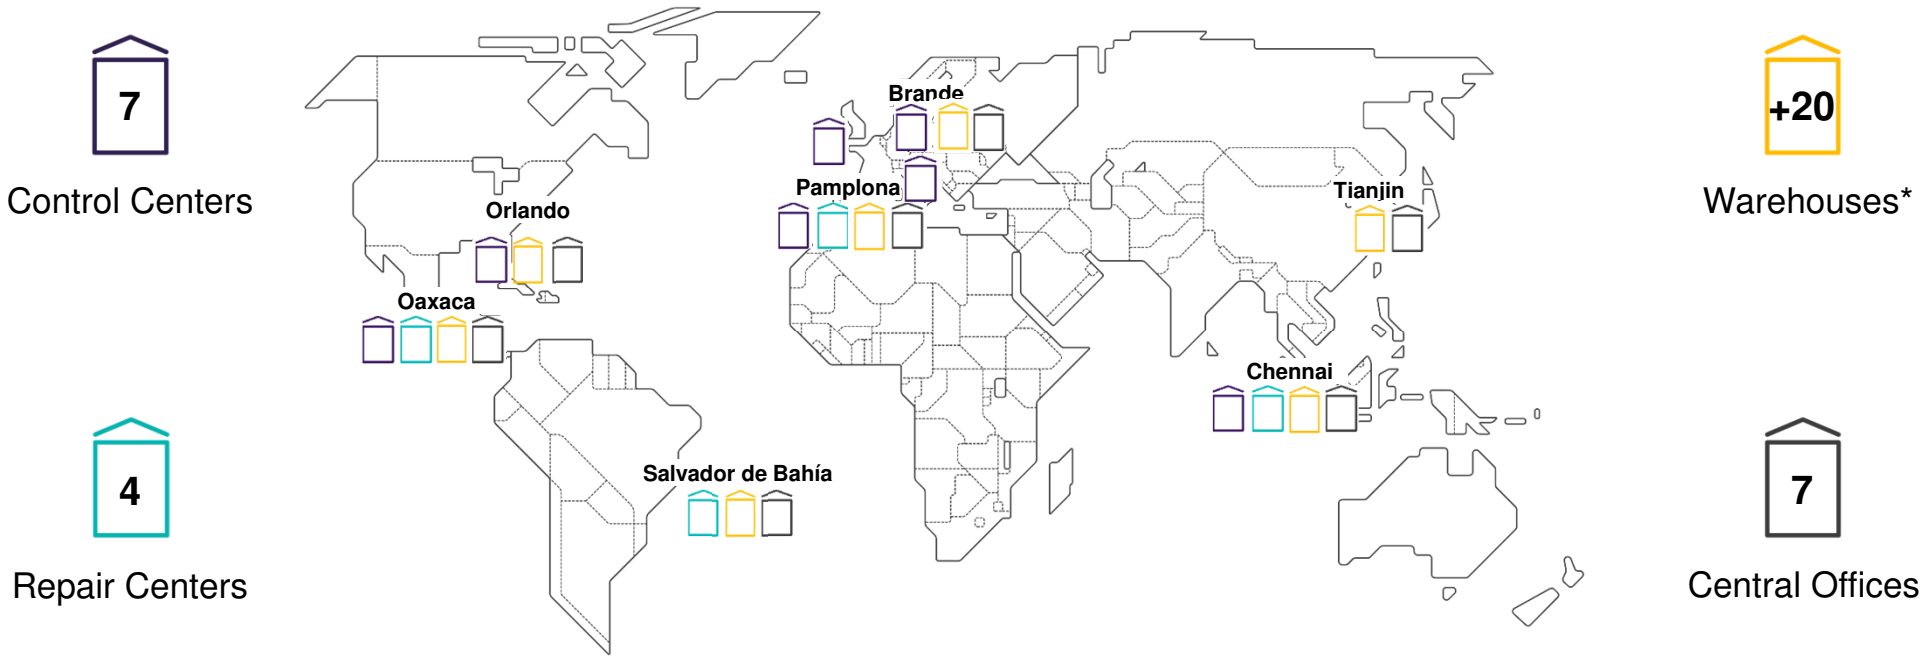 7
Control Centers
4
Repair Centers
Orlando
Oaxaca
Salvador de Bahía
Brande
Pamplona
Tianjin
Chennai
+20
Warehouses*
7
Central Offices